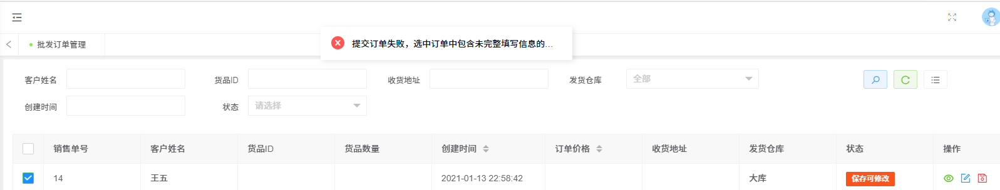 批发订单管理
提交订单失败，选中订单中包含未完整填写信息的...
客户姓名 货品ID 收货地址 发货仓库 全部
创建时间 状态 请选择
销售单号 客户姓名 货品ID 货品数量 创建时间 订单价格 收货地址 发货仓库 状态 操作
14 王五 2021-01-13 22:58:42 大库 保存可修改